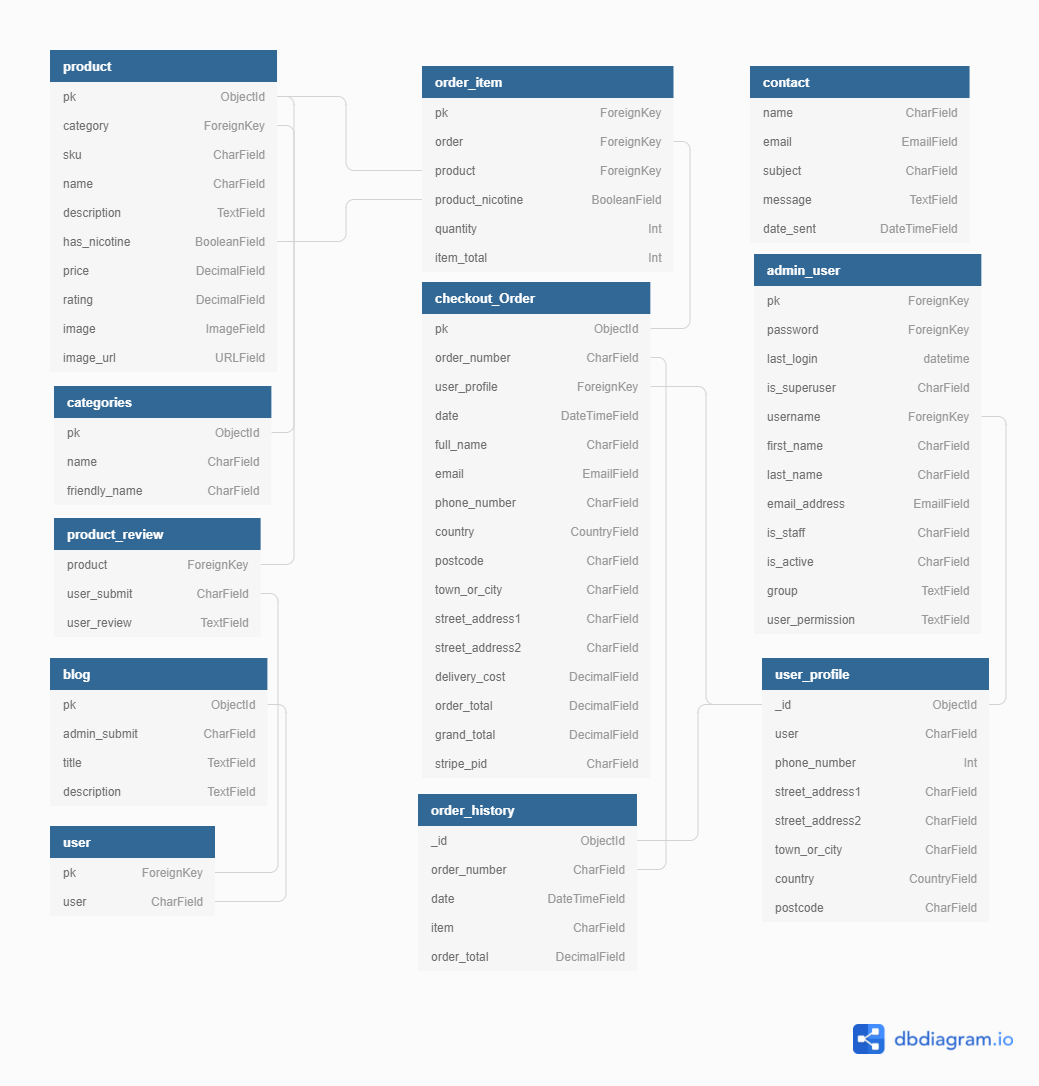 product
pk ObjectId
category ForeignKey
sku CharField
name CharField
description TextField
has_nicotine BooleanField
price DecimalField
rating DecimalField
image ImageField
image_url URLField
categories
pk ObjectId
name CharField
friendly_name CharField
product_review
product ForeignKey
user_submit CharField
user_review TextField
blog
pk ObjectId
admin_submit CharField
title TextField
description TextField
user
pk ForeignKey
user CharField
order_item
pk ForeignKey
order ForeignKey
product ForeignKey
product_nicotine BooleanField
quantity Int
item_total Int
checkout_Order
pk ObjectId
order_number CharField
user_profile ForeignKey
date DateTimeField
full_name CharField
email EmailField
phone_number CharField
country CountryField
postcode CharField
town_or_city CharField
street_address1 CharField
street_address2 CharField
delivery_cost DecimalField
order_total DecimalField
grand_total DecimalField
stripe_pid CharField
order_history
_id ObjectId
order_number CharField
date DateTimeField
item CharField
order_total DecimalField
contact
name CharField
email EmailField
subject CharField
message TextField
date_sent DateTimeField
admin_user
pk ForeignKey
password ForeignKey
last_login datetime
is_superuser CharField
username ForeignKey
first_name CharField
last_name CharField
email_address EmailField
is_staff CharField
is_active CharField
group TextField
user_permission TextField
user_profile
_id ObjectId
user CharField
phone_number Int
street_address1 CharField
street_address2 CharField
town_or_city CharField
country CountryField
postcode CharField
dbdiagram.io